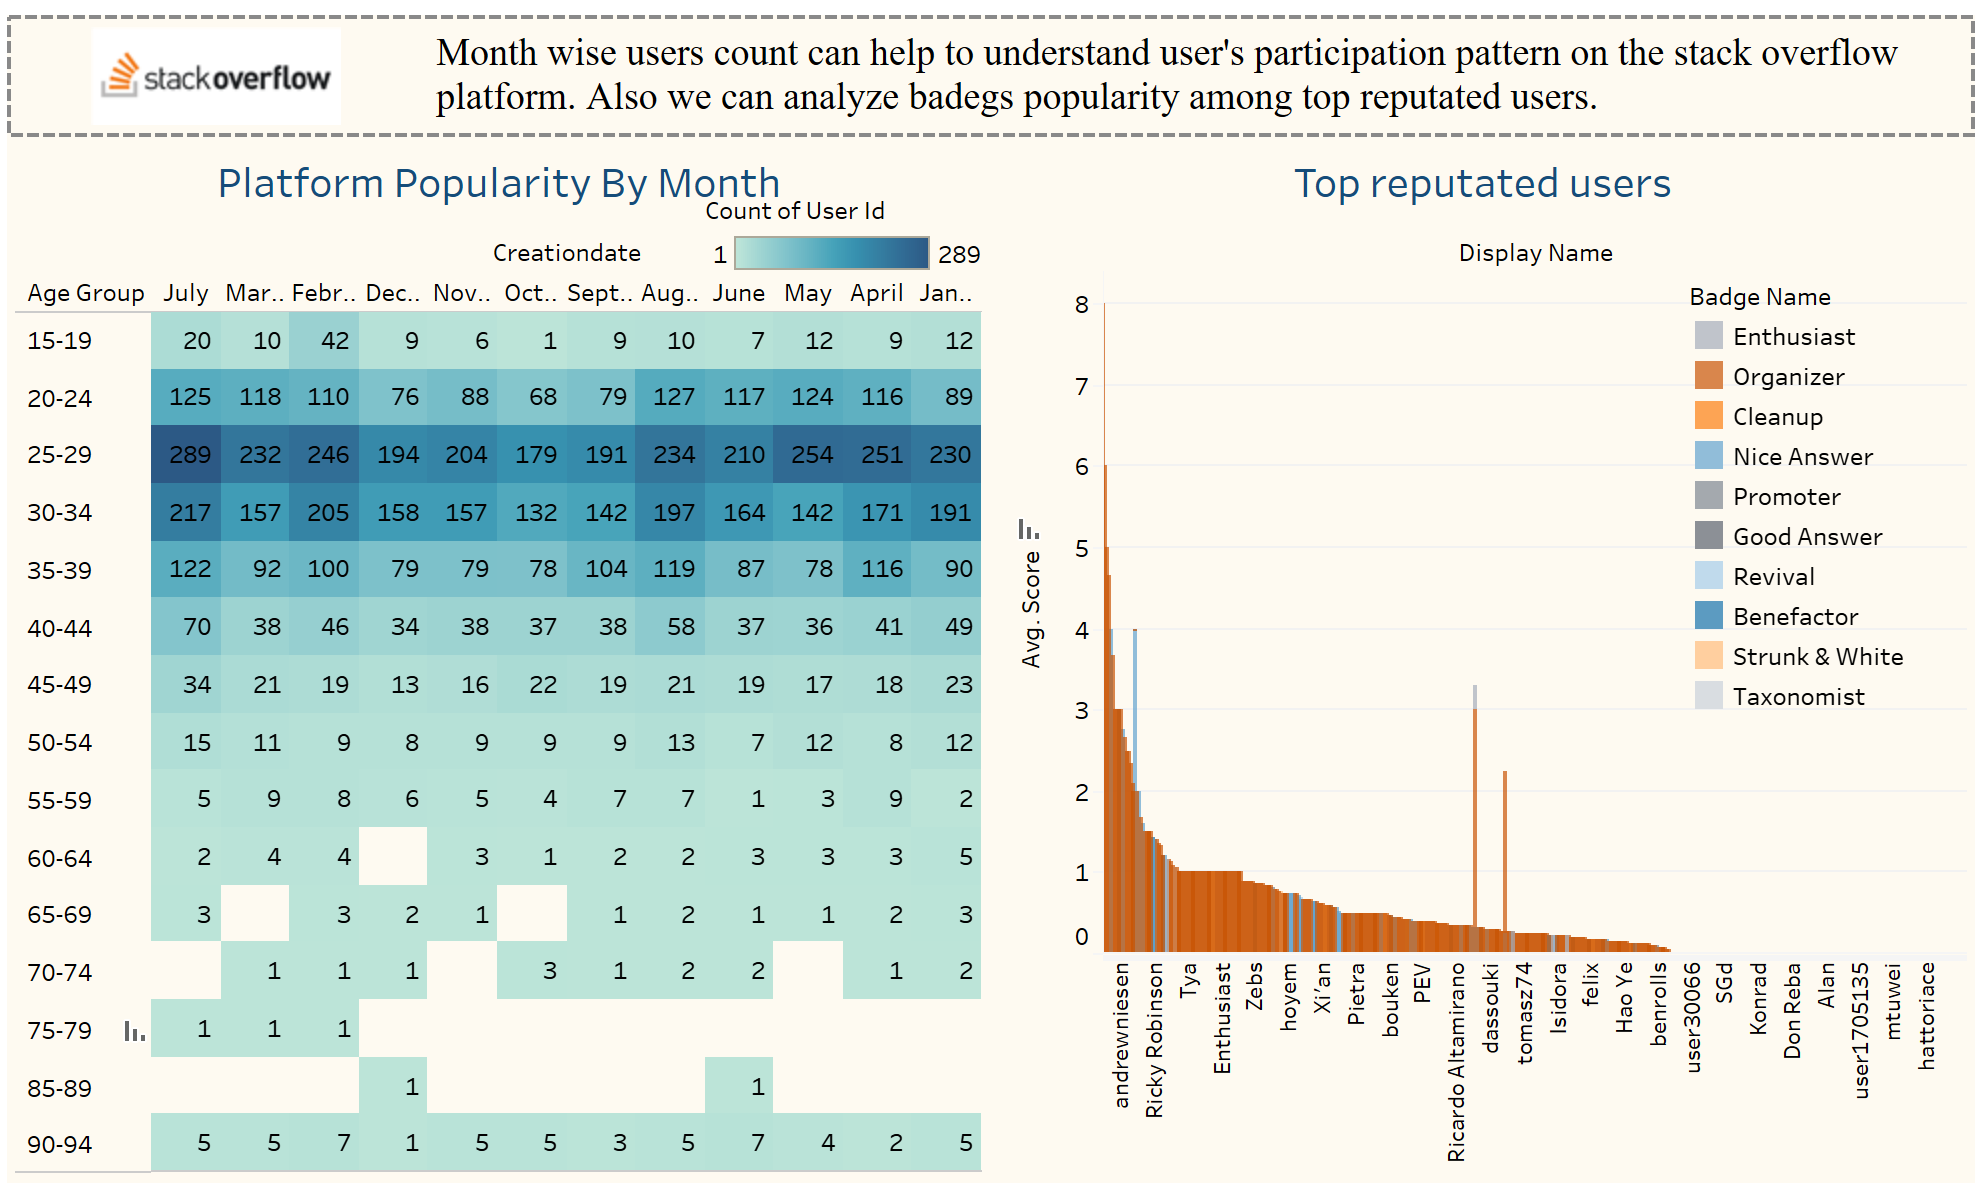 stackoverflow
Month wise users count can help to understand user's participation pattern on the stack overflow
platform. Also we can analyze badegs popularity among top reputated users.
Platform Popularity By Month
Count of User Id
Creationdate
1 289
Age Group July Mar.. Febr.. Dec.. Nov.. Oct.. Sept.. Aug.. June May April Jan..
15-19 20 10 42 9 6 1 9 10 7 12 9 12
20-24 125 118 110 76 88 68 79 127 117 124 116 89
25-29 289 232 246 194 204 179 191 234 210 254 251 230
30-34 217 157 205 158 157 132 142 197 164 142 171 191
35-39 122 92 100 79 79 78 104 119 87 78 116 90
40-44 70 38 46 34 38 37 38 58 37 36 41 49
45-49 34 21 19 13 16 22 19 21 19 17 18 23
50-54 15 11 9 8 9 9 9 13 7 12 8 12
55-59 5 9 8 6 5 4 7 7 1 3 9 2
60-64 2 4 4 3 1 2 2 3 3 3 5
65-69 3 3 2 1 1 2 1 1 2 3
70-74 1 1 1 3 1 2 2 1 2
75-79 1 1 1
85-89 1 1
90-94 5 5 7 1 5 5 3 5 7 4 2 5
Top reputated users
Display Name
Badge Name
Enthusiast
Organizer
Cleanup
Nice Answer
Promoter
Good Answer
Revival
Benefactor
Strunk & White
Taxonomist
Avg. Score
8
7
6
5
4
3
2
1
0
andrewniesen
Ricky Robinson
Tya
Enthusiast
Zebs
hoyem
Xi'an
Pietra
bouken
PEV
Ricardo Altamirano
dassouki
tomasz74
Isidora
felix
Hao Ye
benrolls
user30066
SGd
Konrad
Don Reba
Alan
user1705135
mtuwei
hattoriace